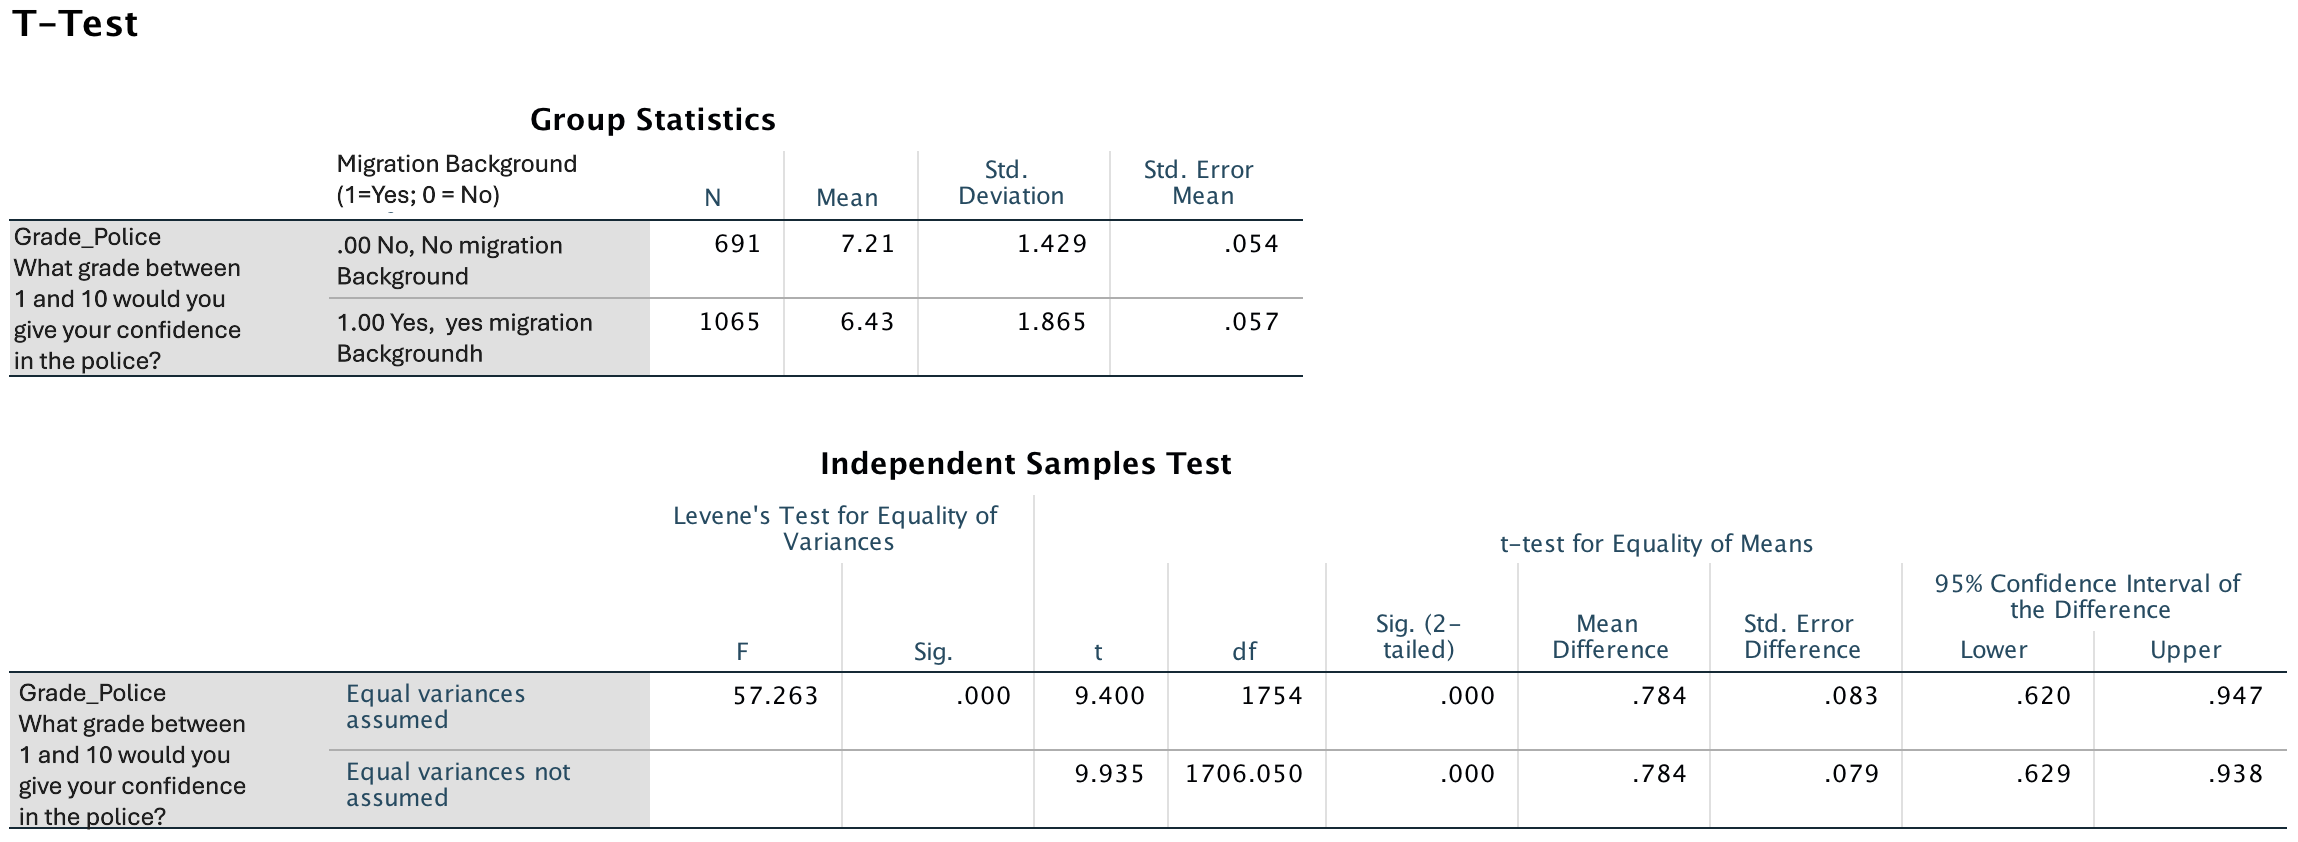 T-Test
Group Statistics
Migration Background
(1=Yes; 0 = No)
N
Mean
Std.
Deviation
Std. Error
Mean
Grade_Police
What grade between
1 and 10 would you
give your confidence
in the police?
.00 No, No migration
Background
691
7.21
1.429
.054
1.00 Yes, yes migration
Backgroundh
1065
6.43
1.865
.057
Independent Samples Test
Levene's Test for Equality of
Variances
t-test for Equality of Means
F
Sig.
t
df
Sig. (2-
tailed)
Mean
Difference
Std. Error
Difference
95% Confidence Interval of
the Difference
Lower
Upper
Grade_Police
What grade between
1 and 10 would you
give your confidence
in the police?
Equal variances
assumed
57.263
.000
9.400
1754
.000
.784
.083
.620
.947
Equal variances not
assumed
9.935
1706.050
.000
.784
.079
.629
.938